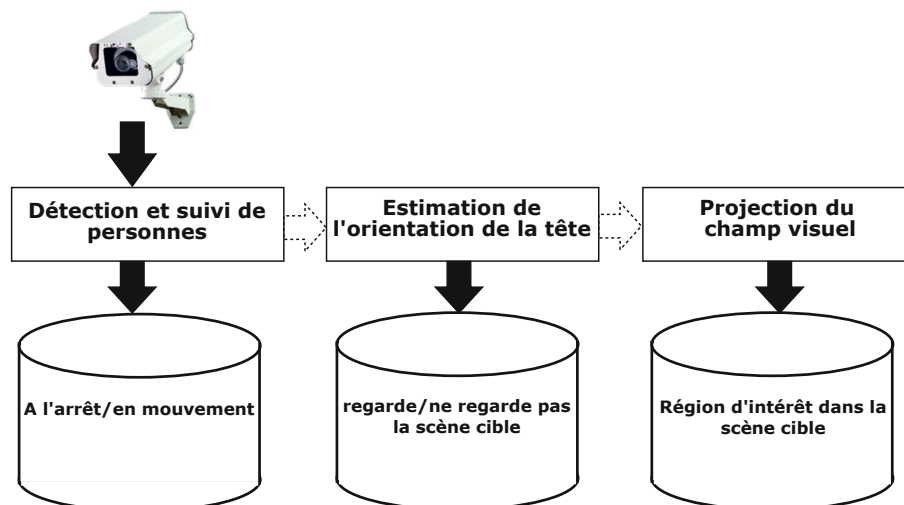 Détection et suivi de
personnes
Estimation de
l'orientation de la tête
Projection du
champ visuel
A l'arrêt/en mouvement
regarde/ne regarde pas
la scène cible
Région d'intérêt dans la
scène cible